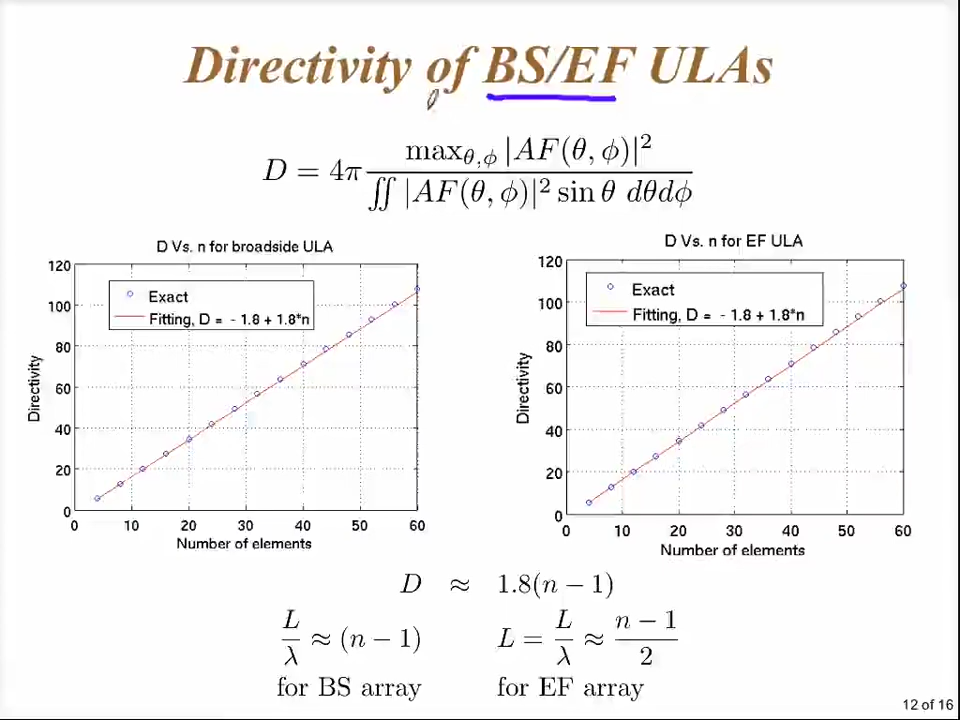 Directivity of BS/EF ULAs
D = 4π max_{θ,ϕ} |AF(θ, ϕ)|² / ∬ |AF(θ, ϕ)|² sin θ dθdϕ
D Vs. n for broadside ULA
Exact
Fitting, D = - 1.8 + 1.8*n
Directivity
120
100
80
60
40
20
0
0 10 20 30 40 50 60
Number of elements
D Vs. n for EF ULA
Exact
Fitting, D = - 1.8 + 1.8*n
Directivity
120
100
80
60
40
20
0
0 10 20 30 40 50 60
Number of elements
D ≈ 1.8(n − 1)
L/λ ≈ (n − 1) L = L/λ ≈ (n − 1)/2
for BS array for EF array
12 of 16